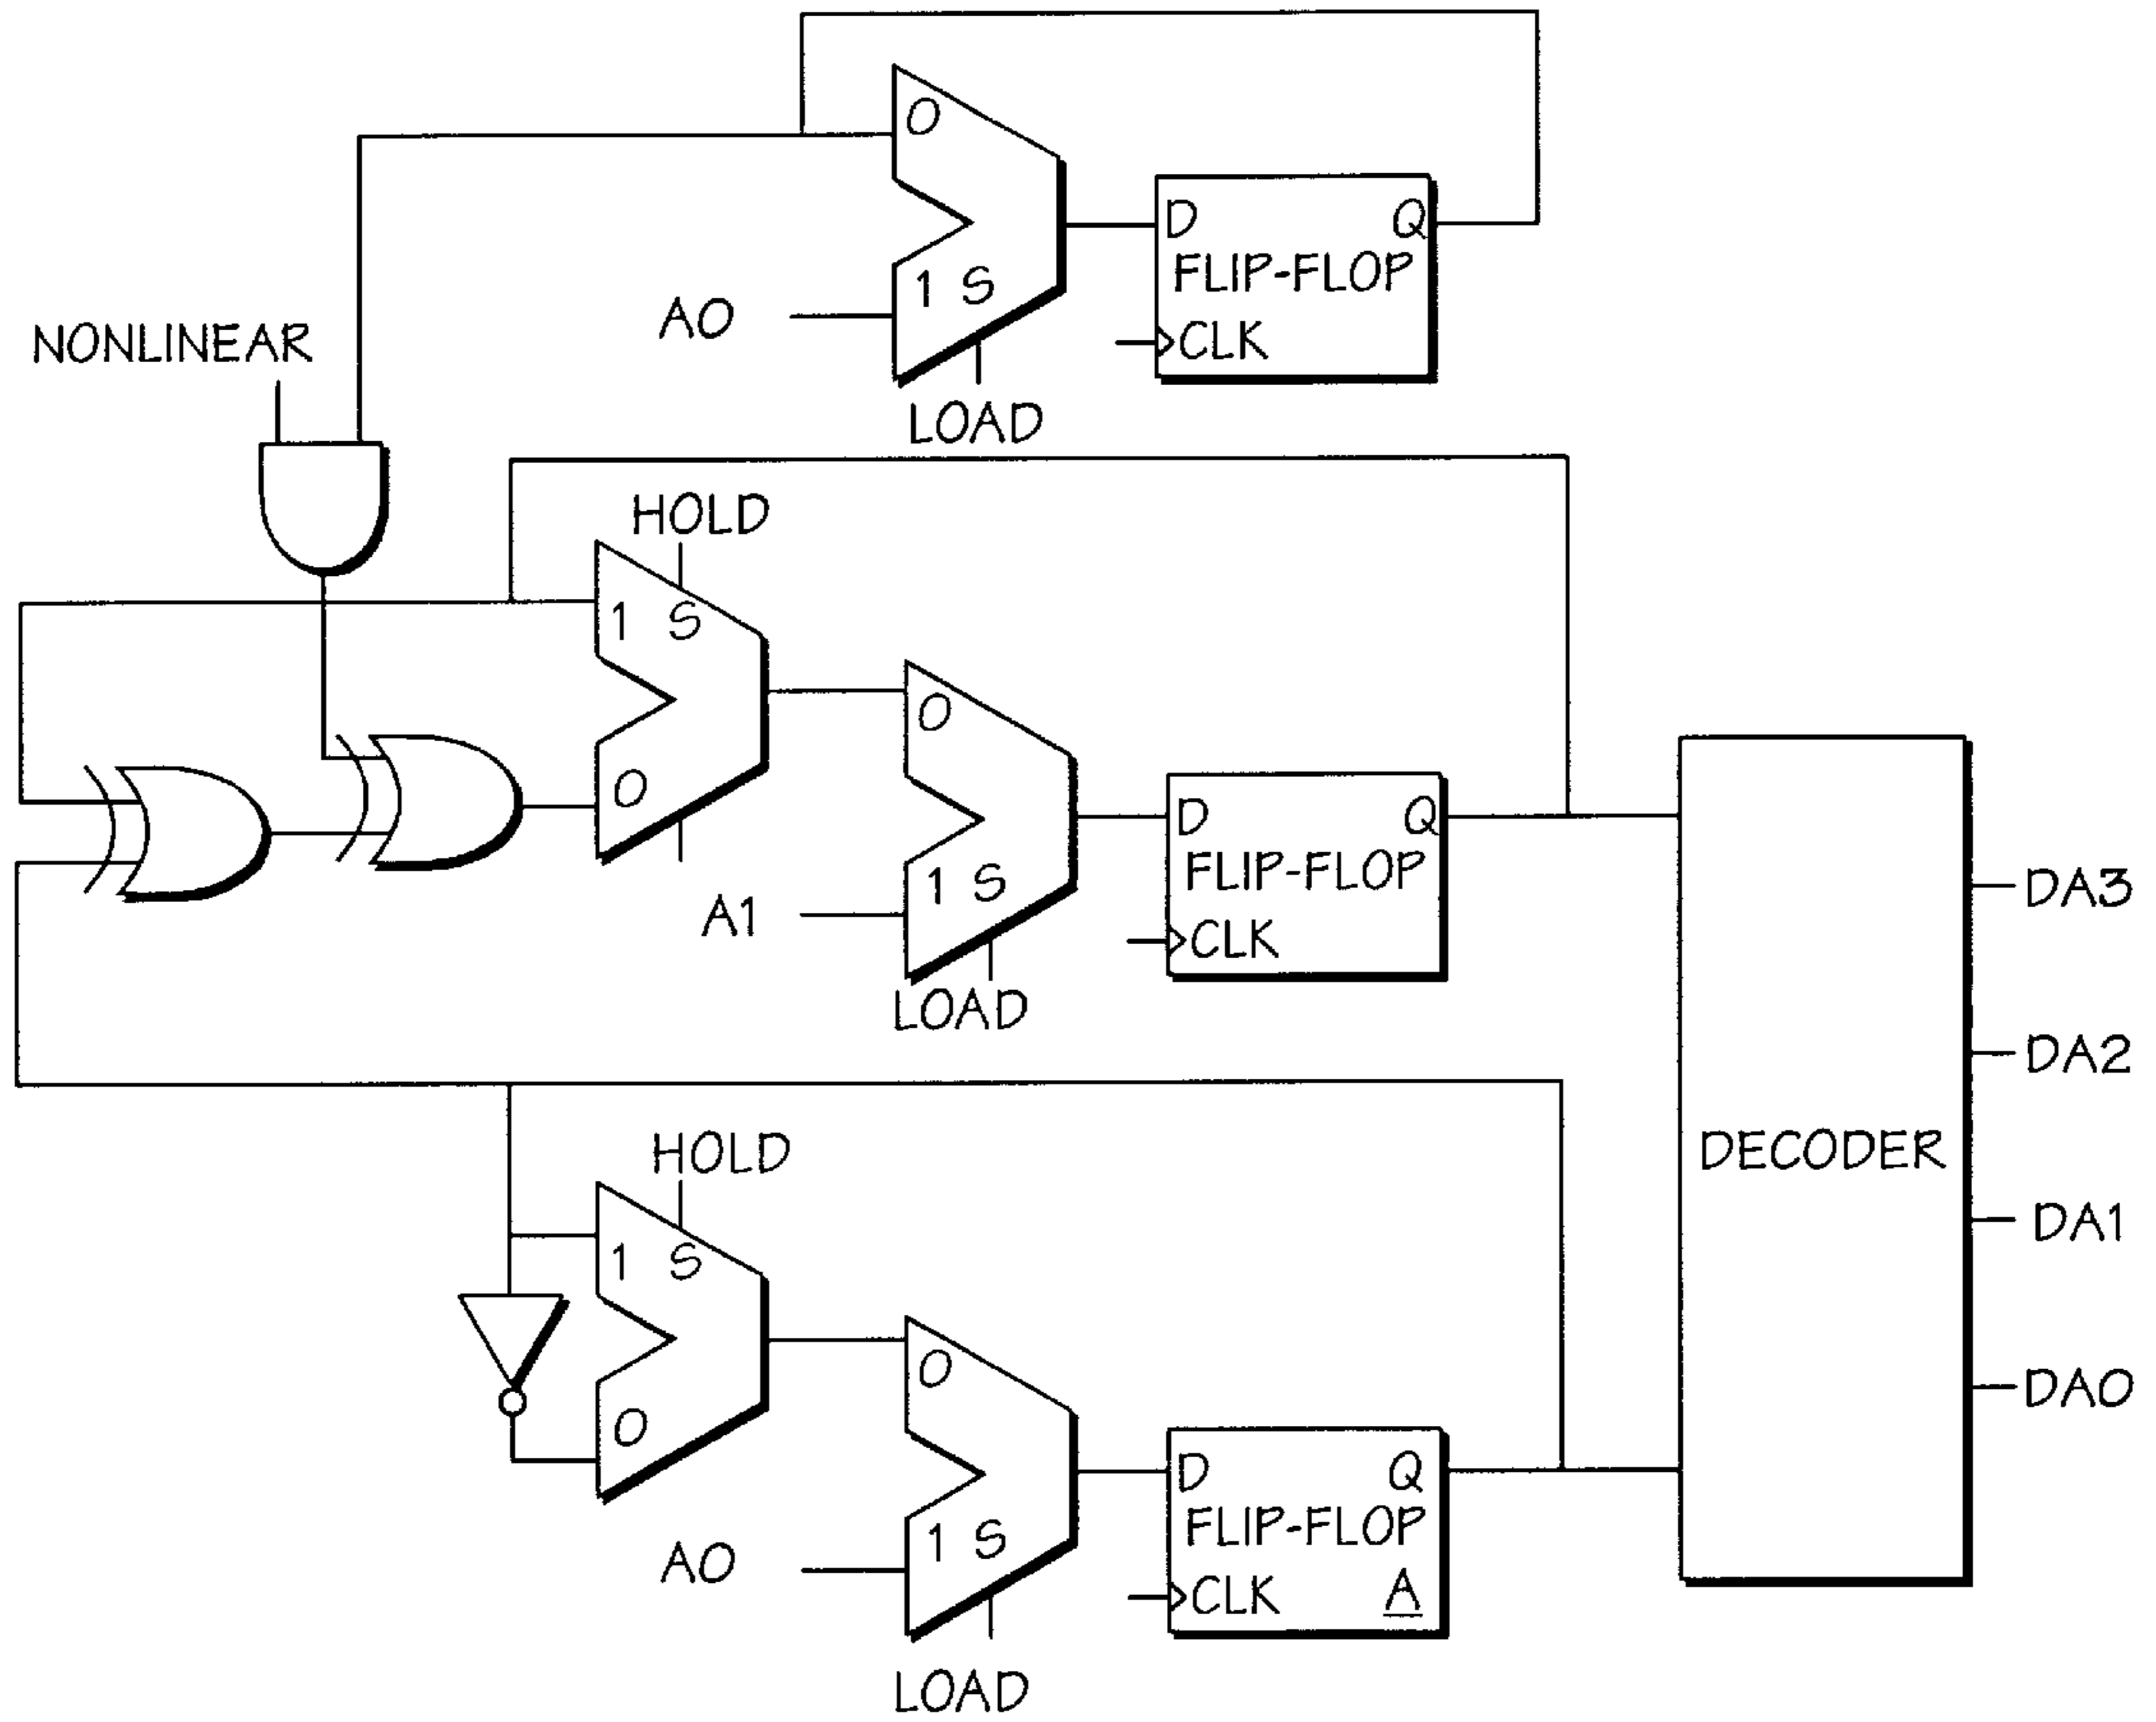 O
D Q
FLIP-FLOP
1 S
AO
CLK
NONLINEAR
LOAD
HOLD
1 S
O
O
D Q
FLIP-FLOP
1 S
A1
CLK
LOAD
DA3
DA2
DECODER
DA1
DA0
HOLD
1 S
O
O
D Q
FLIP-FLOP
1 S
AO
CLK A
LOAD